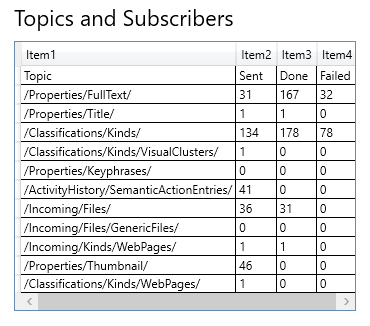 Topics and Subscribers
Item1 Item2 Item3 Item4
Topic Sent Done Failed
/Properties/FullText/ 31 167 32
/Properties/Title/ 1 1 0
/Classifications/Kinds/ 134 178 78
/Classifications/Kinds/VisualClusters/ 1 0 0
/Properties/Keyphrases/ 0 0 0
/ActivityHistory/SemanticActionEntries/ 41 0 0
/Incoming/Files/ 36 31 0
/Incoming/Files/GenericFiles/ 0 0 0
/Incoming/Kinds/WebPages/ 1 1 0
/Properties/Thumbnail/ 46 0 0
/Classifications/Kinds/WebPages/ 1 0 0